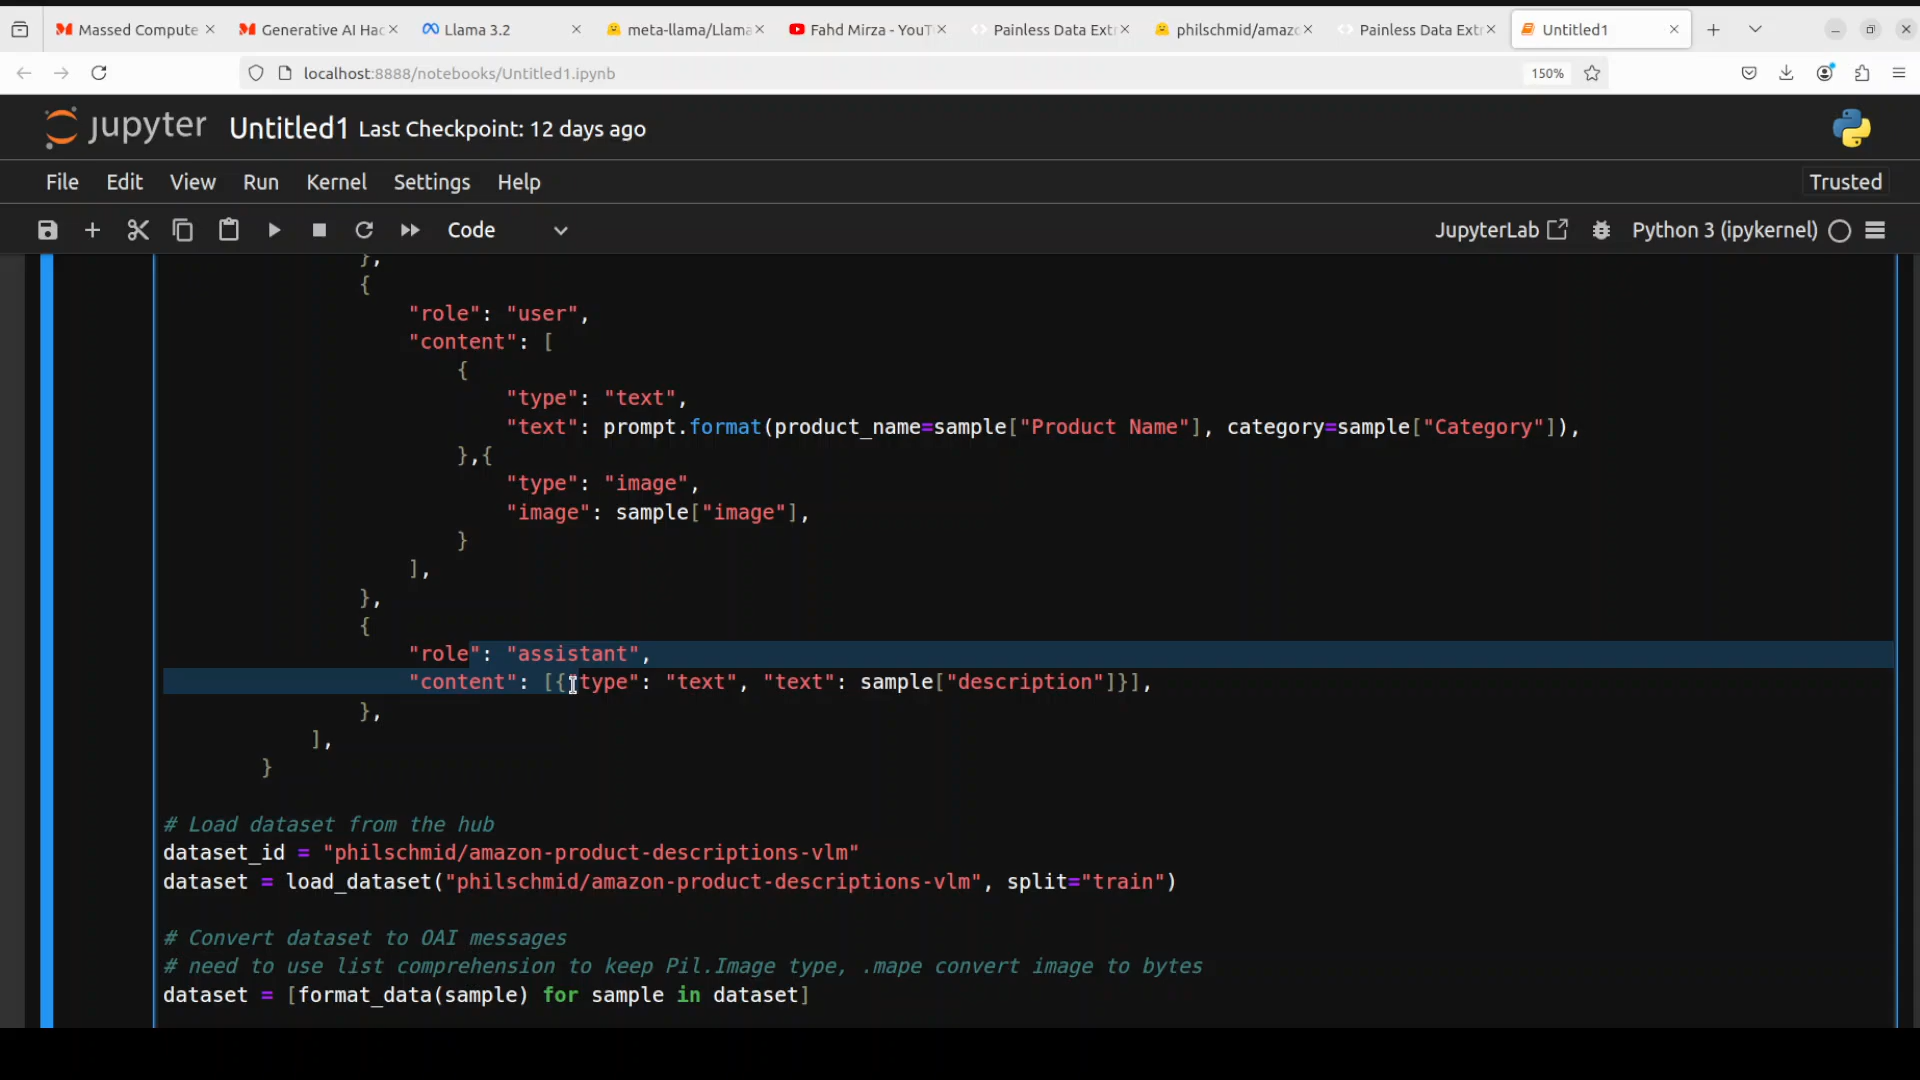 Massed Compute
Generative AI Hac
Llama 3.2
meta-llama/Llama
Fahd Mirza - YouT
Painless Data Extr
philschmid/amazo
Painless Data Extr
Untitled1
localhost:8888/notebooks/Untitled1.ipynb
150%
jupyter Untitled1 Last Checkpoint: 12 days ago
File Edit View Run Kernel Settings Help
Trusted
Code
JupyterLab
Python 3 (ipykernel)
},
{
"role": "user",
"content": [
{
"type": "text",
"text": prompt.format(product_name=sample["Product Name"], category=sample["Category"]),
},{
"type": "image",
"image": sample["image"],
}
],
},
{
"role": "assistant",
"content": [{"type": "text", "text": sample["description"]}],
},
],
}
# Load dataset from the hub
dataset_id = "philschmid/amazon-product-descriptions-vlm"
dataset = load_dataset("philschmid/amazon-product-descriptions-vlm", split="train")
# Convert dataset to OAI messages
# need to use list comprehension to keep Pil.Image type, .mape convert image to bytes
dataset = [format_data(sample) for sample in dataset]